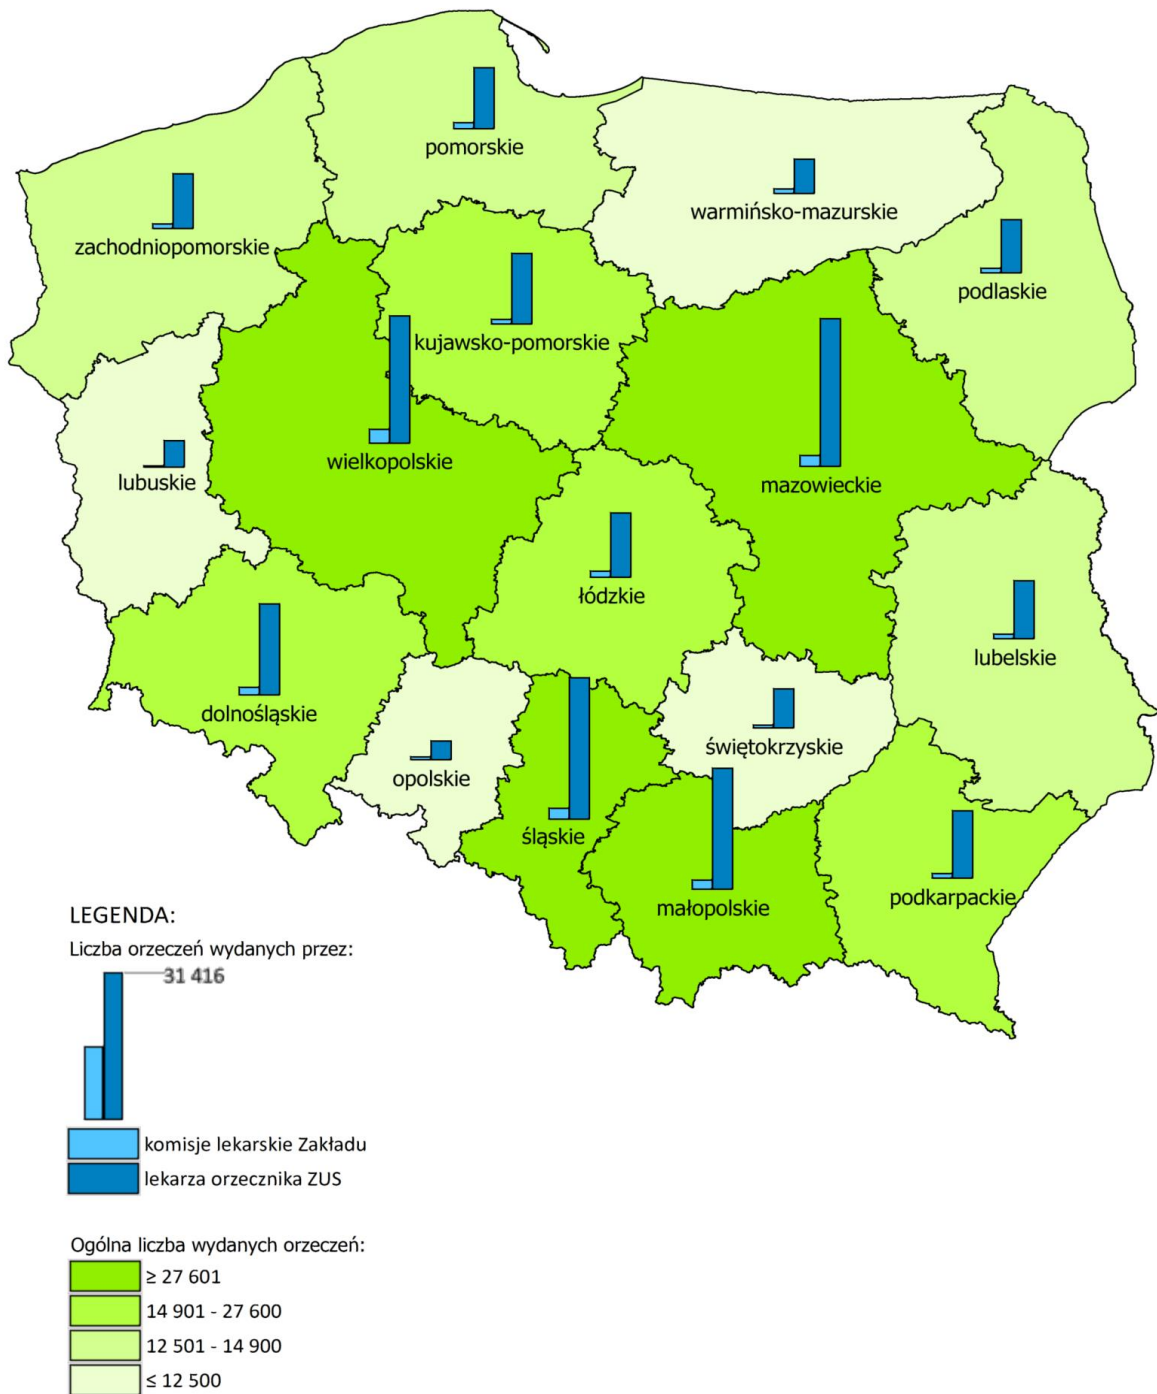 pomorskie
warmińsko-mazurskie
zachodniopomorskie
podlaskie
kujawsko-pomorskie
wielkopolskie
lubuskie
mazowieckie
łódzkie
lubelskie
dolnośląskie
świętokrzyskie
opolskie
śląskie
małopolskie
podkarpackie
LEGENDA:
Liczba orzeczeń wydanych przez:
31 416
komisje lekarskie Zakładu
lekarza orzecznika ZUS
Ogólna liczba wydanych orzeczeń:
≥ 27 601
14 901 - 27 600
12 501 - 14 900
≤ 12 500